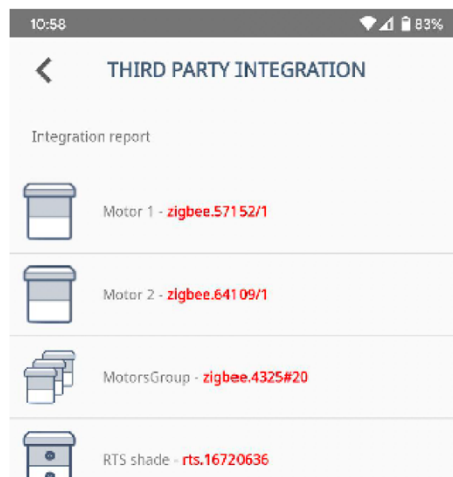 10:58 83%
THIRD PARTY INTEGRATION
Integration report
Motor 1 - zigbee.57152/1
Motor 2 - zigbee.64109/1
MotorsGroup - zigbee.4325#20
RTS shade - rts.16720636